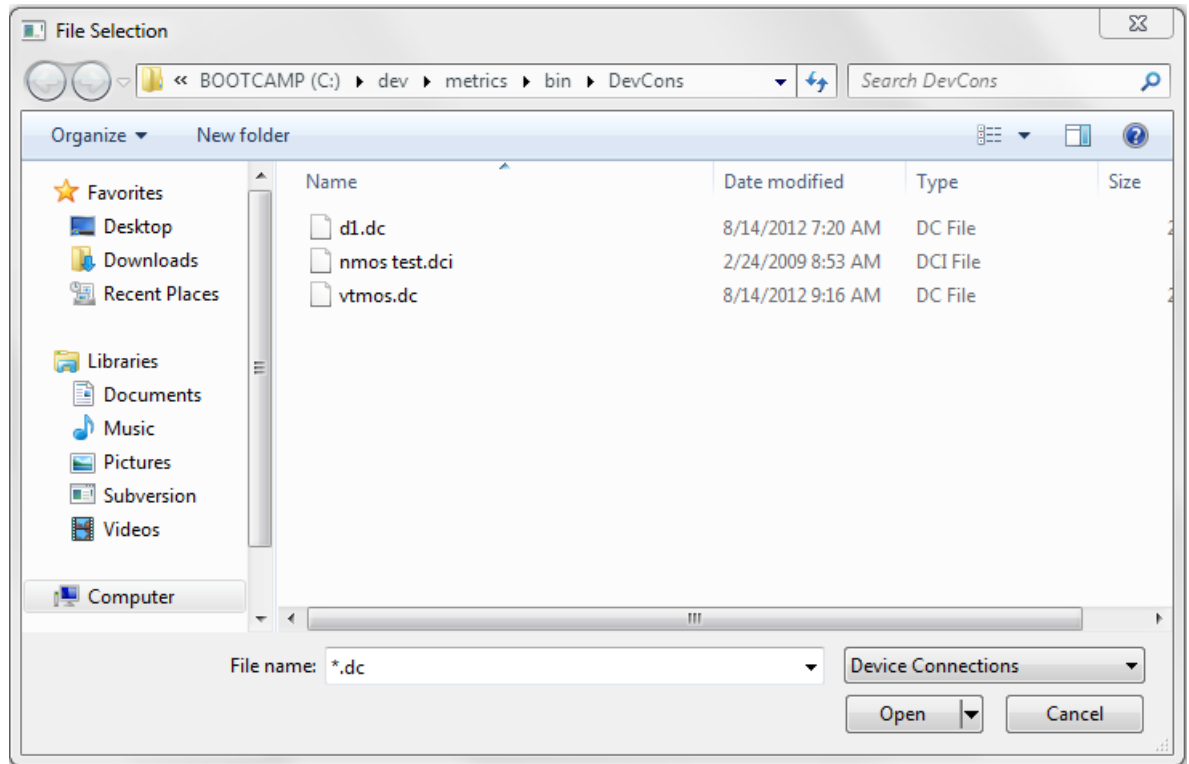 File Selection
« BOOTCAMP (C:) dev metrics bin DevCons
Search DevCons
Organize
New folder
Favorites
Desktop
Downloads
Recent Places
Libraries
Documents
Music
Pictures
Subversion
Videos
Computer
Name Date modified Type Size
d1.dc 8/14/2012 7:20 AM DC File 2
nmos test.dci 2/24/2009 8:53 AM DCI File
vtmos.dc 8/14/2012 9:16 AM DC File 2
File name: *.dc
Device Connections
Open
Cancel